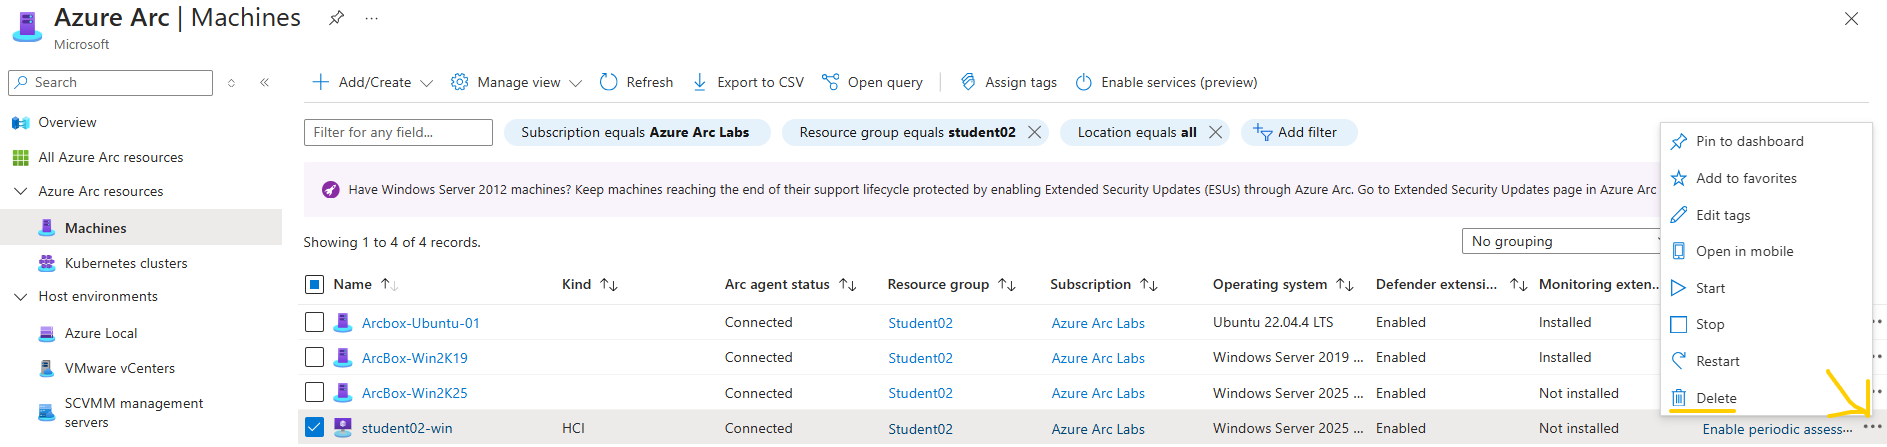 Azure Arc | Machines
Microsoft
Search
Add/Create
Manage view
Refresh
Export to CSV
Open query
Assign tags
Enable services (preview)
Overview
All Azure Arc resources
Azure Arc resources
Machines
Kubernetes clusters
Host environments
Azure Local
VMware vCenters
SCVMM management
servers
Filter for any field...
Subscription equals Azure Arc Labs
Resource group equals student02
Location equals all
Add filter
Have Windows Server 2012 machines? Keep machines reaching the end of their support lifecycle protected by enabling Extended Security Updates (ESUs) through Azure Arc. Go to Extended Security Updates page in Azure Arc
Showing 1 to 4 of 4 records.
No grouping
Name Kind Arc agent status Resource group Subscription Operating system Defender extensi... Monitoring exten...
Arcbox-Ubuntu-01 Connected Student02 Azure Arc Labs Ubuntu 22.04.4 LTS Enabled Installed
ArcBox-Win2K19 Connected Student02 Azure Arc Labs Windows Server 2019 ... Enabled Installed
ArcBox-Win2K25 Connected Student02 Azure Arc Labs Windows Server 2025 ... Enabled Not installed
student02-win HCI Connected Student02 Azure Arc Labs Windows Server 2025 ... Enabled Not installed Enable periodic assess...
Pin to dashboard
Add to favorites
Edit tags
Open in mobile
Start
Stop
Restart
Delete